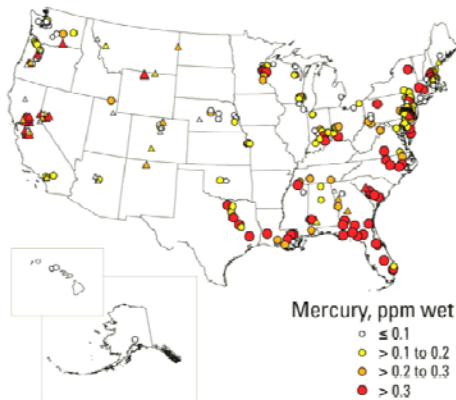 Mercury, ppm wet
≤ 0.1
> 0.1 to 0.2
> 0.2 to 0.3
> 0.3